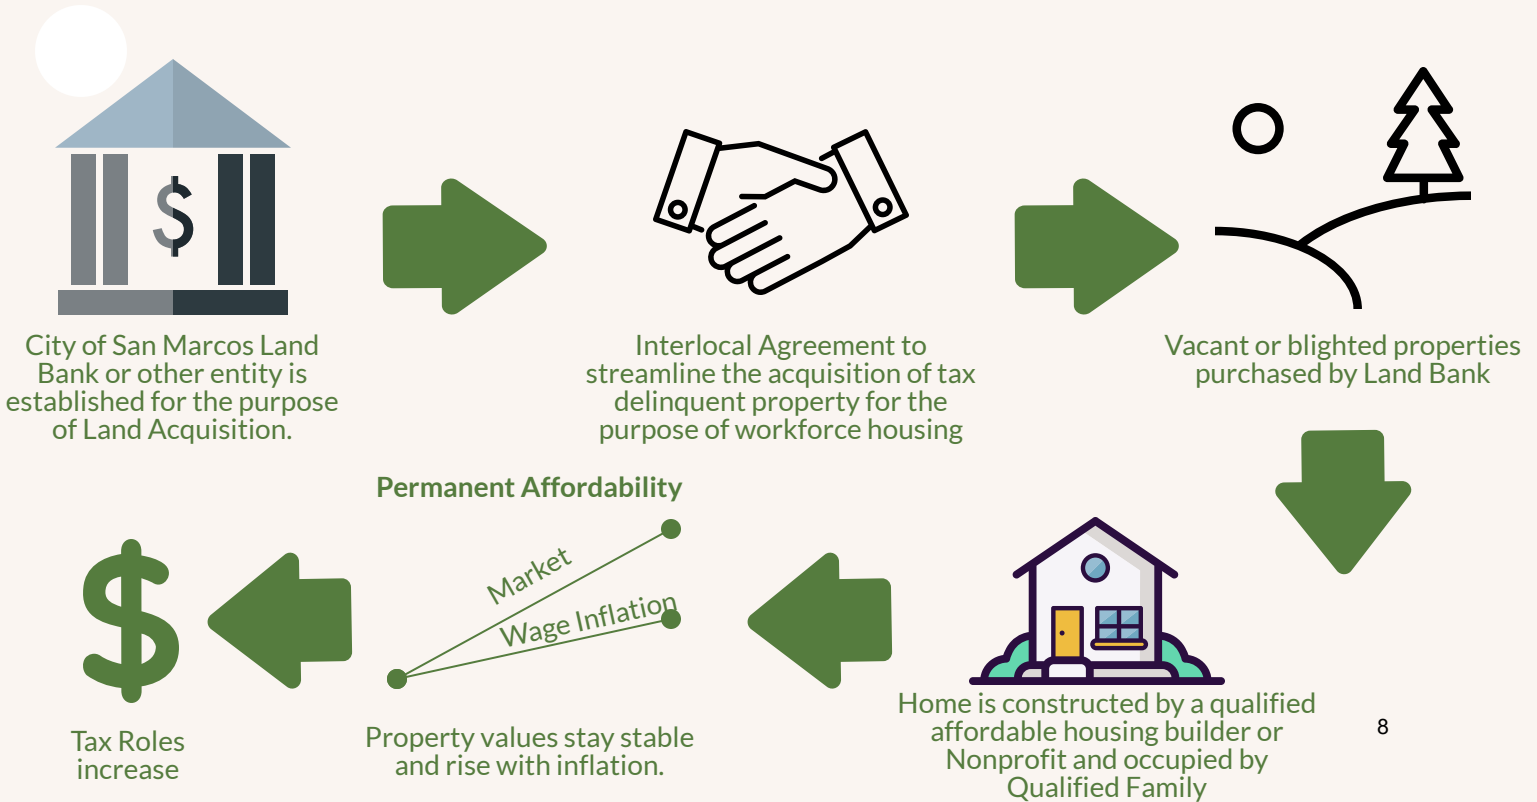 $
City of San Marcos Land
Bank or other entity is
established for the purpose
of Land Acquisition.
Interlocal Agreement to
streamline the acquisition of tax
delinquent property for the
purpose of workforce housing
Vacant or blighted properties
purchased by Land Bank
Home is constructed by a qualified
affordable housing builder or
Nonprofit and occupied by
Qualified Family
Permanent Affordability
Market
Wage Inflation
Property values stay stable
and rise with inflation.
$
Tax Roles
increase
8